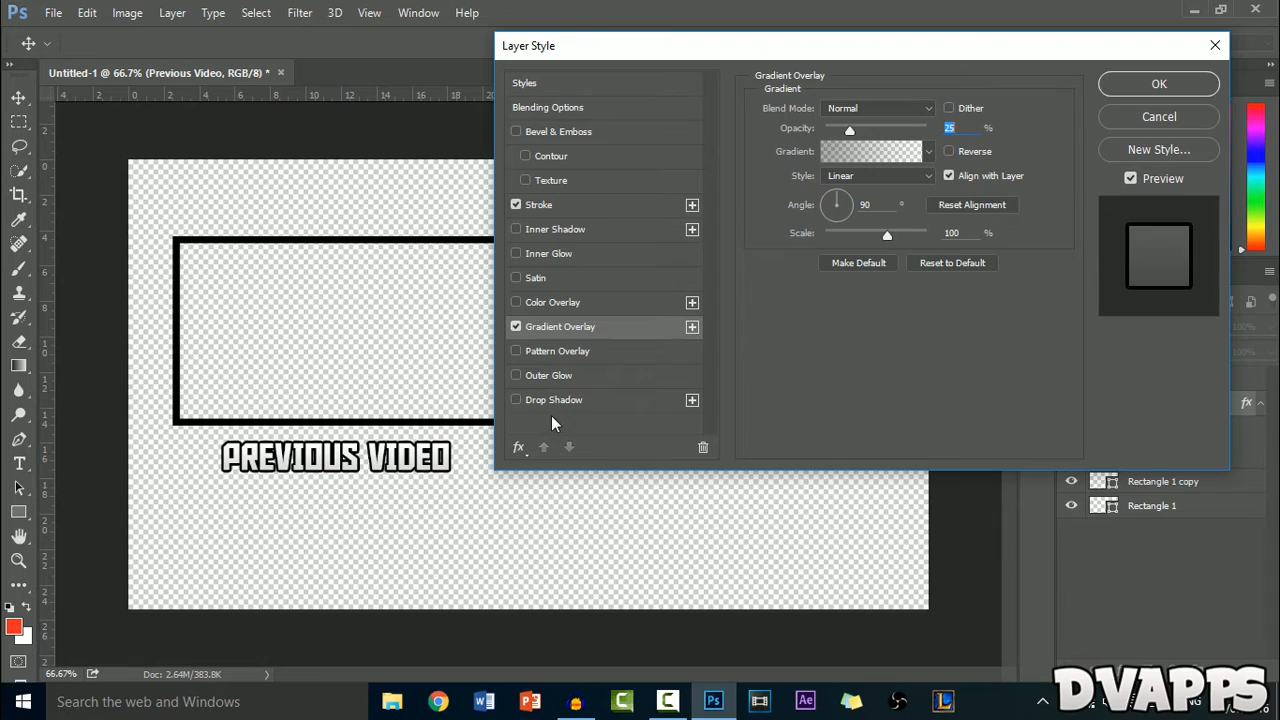 Ps File Edit Image Layer Type Select Filter 3D View Window Help
Untitled-1 @ 66.7% (Previous Video, RGB/8) *
Layer Style
Styles
Blending Options
Bevel & Emboss
Contour
Texture
Stroke
Inner Shadow
Inner Glow
Satin
Color Overlay
Gradient Overlay
Pattern Overlay
Outer Glow
Drop Shadow
fx
Gradient Overlay
Gradient
Blend Mode: Normal Dither
Opacity: 25 %
Gradient: Reverse
Style: Linear Align with Layer
Angle: 90 ° Reset Alignment
Scale: 100 %
Make Default Reset to Default
OK
Cancel
New Style...
Preview
PREVIOUS VIDEO
fx
Rectangle 1 copy
Rectangle 1
66.67% Doc: 2.64M/383.8K
Search the web and Windows
DVAPPS